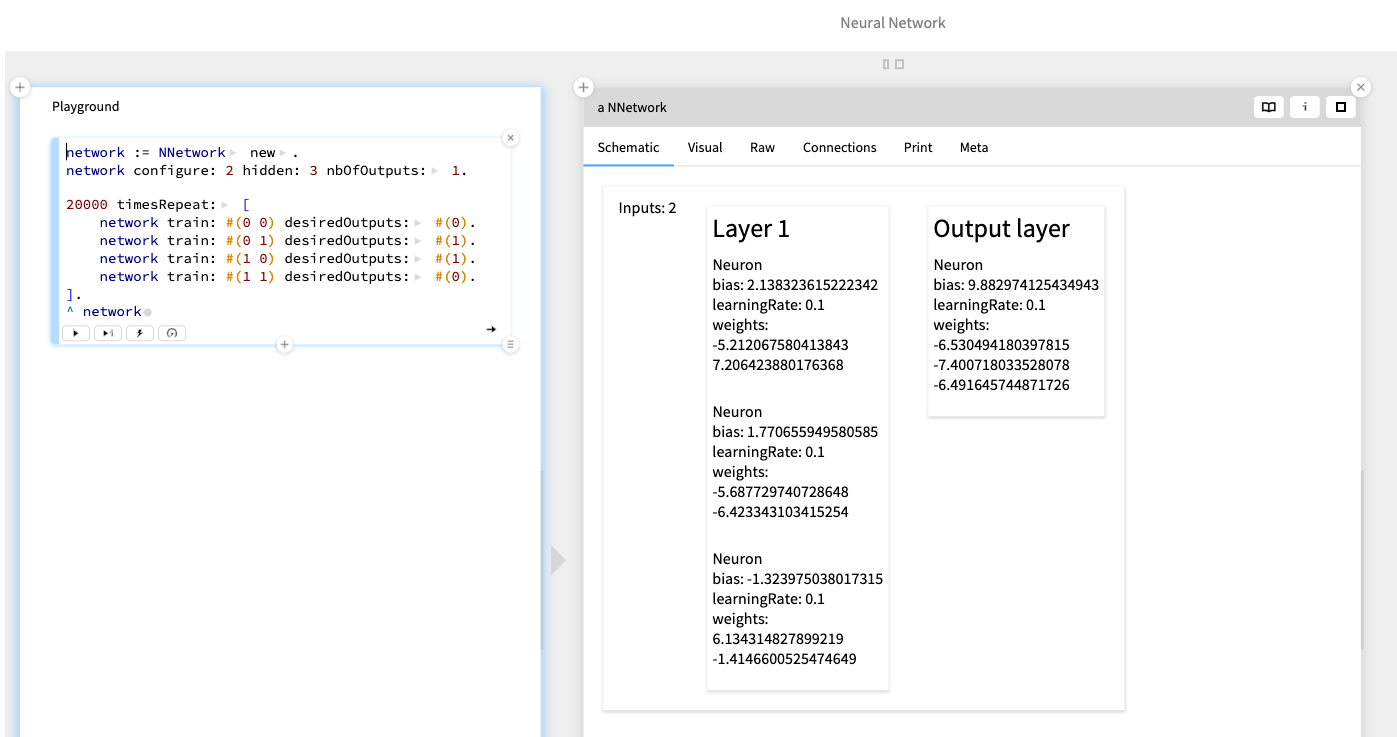 Neural Network
Playground
network := NNetwork new .
network configure: 2 hidden: 3 nbOfOutputs: 1.
20000 timesRepeat: [
network train: #(0 0) desiredOutputs: #(0).
network train: #(0 1) desiredOutputs: #(1).
network train: #(1 0) desiredOutputs: #(1).
network train: #(1 1) desiredOutputs: #(0).
].
^ network
a NNetwork
i
Schematic Visual Raw Connections Print Meta
Inputs: 2
Layer 1
Neuron
bias: 2.138323615222342
learningRate: 0.1
weights:
-5.212067580413843
7.206423880176368
Neuron
bias: 1.770655949580585
learningRate: 0.1
weights:
-5.687729740728648
-6.423343103415254
Neuron
bias: -1.323975038017315
learningRate: 0.1
weights:
6.134314827899219
-1.4146600525474649
Output layer
Neuron
bias: 9.882974125434943
learningRate: 0.1
weights:
-6.530494180397815
-7.400718033528078
-6.491645744871726